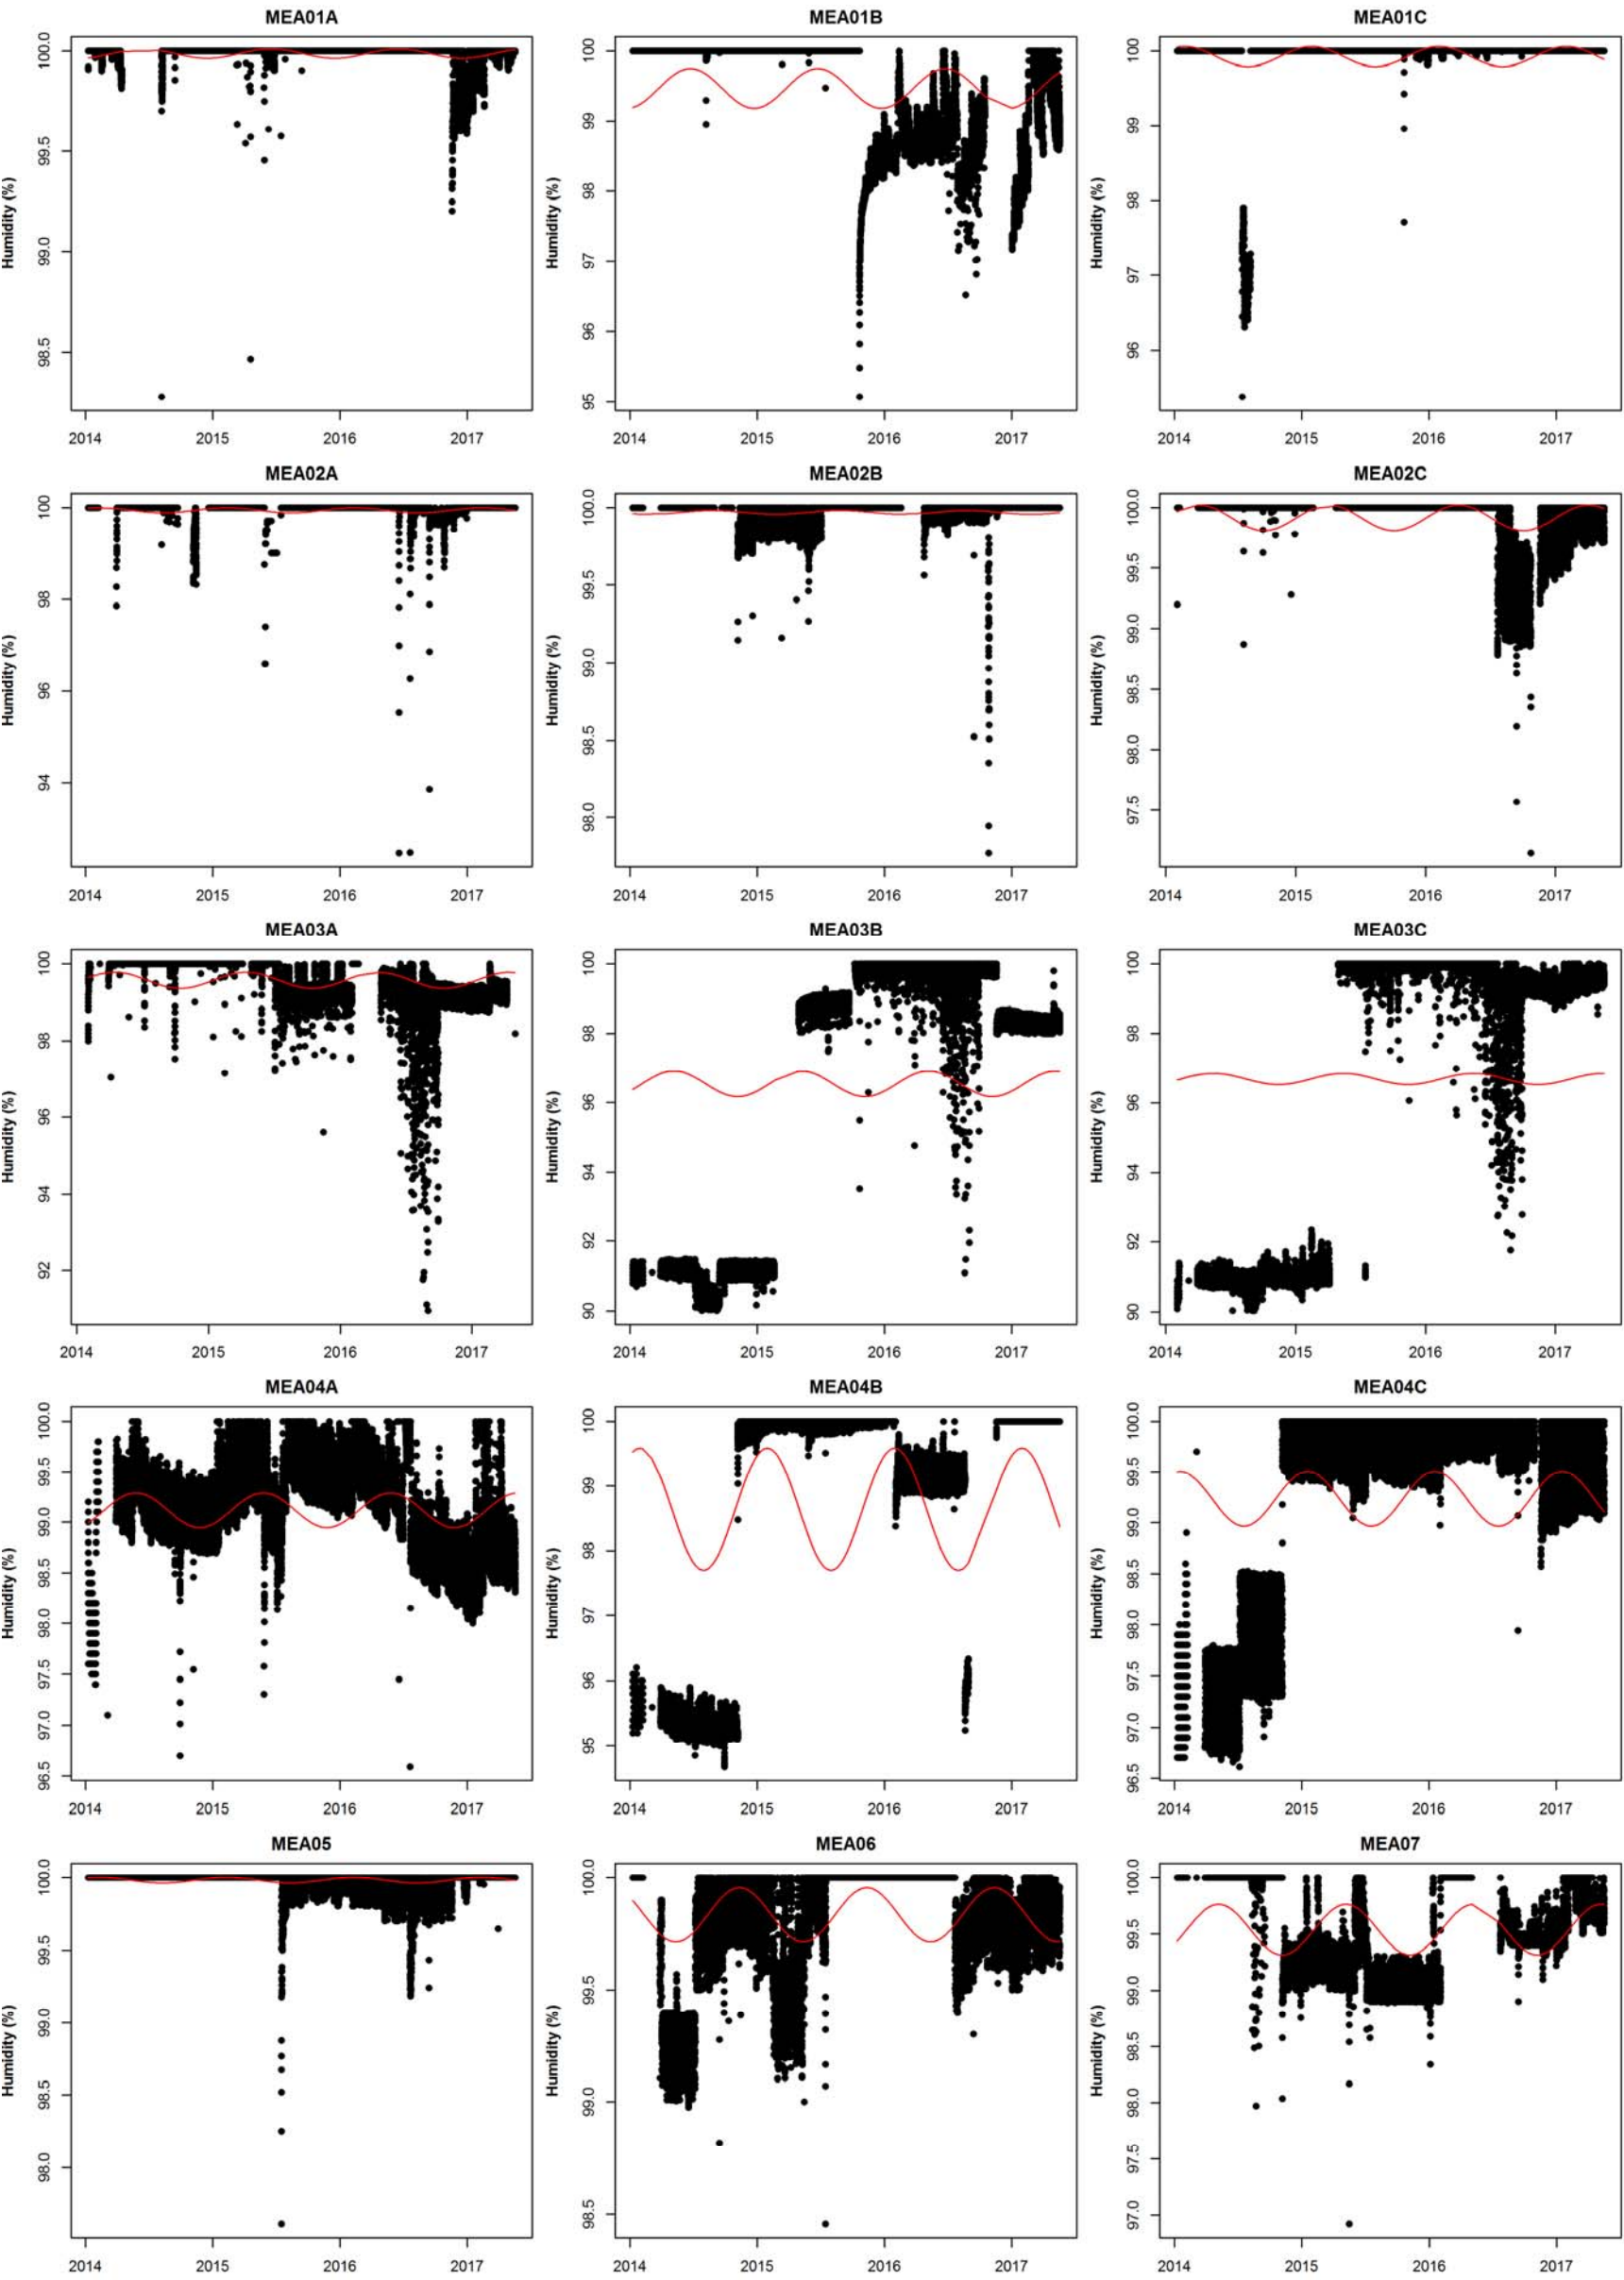 MEA01A MEA01B MEA01C
Humidity (%) Humidity (%) Humidity (%)
100.0 100 100
99.5 99 99
99.0 98 98
98.5 97 97
96 96
95
2014 2015 2016 2017 2014 2015 2016 2017 2014 2015 2016 2017
MEA02A MEA02B MEA02C
Humidity (%) Humidity (%) Humidity (%)
100 100.0 100.0
98 99.5 99.5
96 99.0 99.0
94 98.5 98.5
98.0 98.0
97.5
2014 2015 2016 2017 2014 2015 2016 2017 2014 2015 2016 2017
MEA03A MEA03B MEA03C
Humidity (%) Humidity (%) Humidity (%)
100 100 100
98 98 98
96 96 96
94 94 94
92 92 92
90 90
2014 2015 2016 2017 2014 2015 2016 2017 2014 2015 2016 2017
MEA04A MEA04B MEA04C
Humidity (%) Humidity (%) Humidity (%)
100.0 100 100.0
99.5 99 99.5
99.0 98 99.0
98.5 97 98.5
98.0 96 98.0
97.5 95 97.5
97.0 97.0
96.5 96.5
2014 2015 2016 2017 2014 2015 2016 2017 2014 2015 2016 2017
MEA05 MEA06 MEA07
Humidity (%) Humidity (%) Humidity (%)
100.0 100.0 100.0
99.5 99.5 99.5
99.0 99.0 99.0
98.5 98.5 98.5
98.0 98.0
97.5
97.0
2014 2015 2016 2017 2014 2015 2016 2017 2014 2015 2016 2017